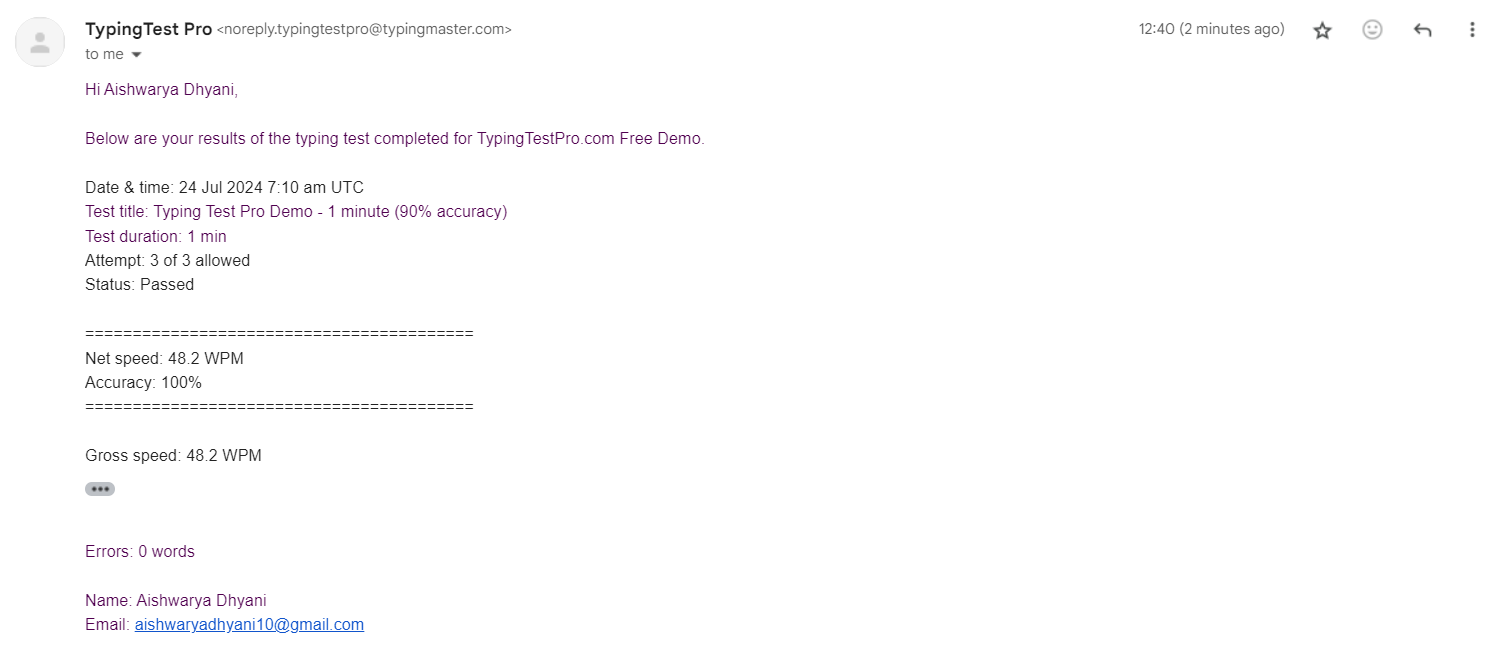 TypingTest Pro <noreply.typingtestpro@typingmaster.com> 12:40 (2 minutes ago)
to me
Hi Aishwarya Dhyani,
Below are your results of the typing test completed for TypingTestPro.com Free Demo.
Date & time: 24 Jul 2024 7:10 am UTC
Test title: Typing Test Pro Demo - 1 minute (90% accuracy)
Test duration: 1 min
Attempt: 3 of 3 allowed
Status: Passed
=========================================
Net speed: 48.2 WPM
Accuracy: 100%
=========================================
Gross speed: 48.2 WPM
Errors: 0 words
Name: Aishwarya Dhyani
Email: aishwaryadhyani10@gmail.com